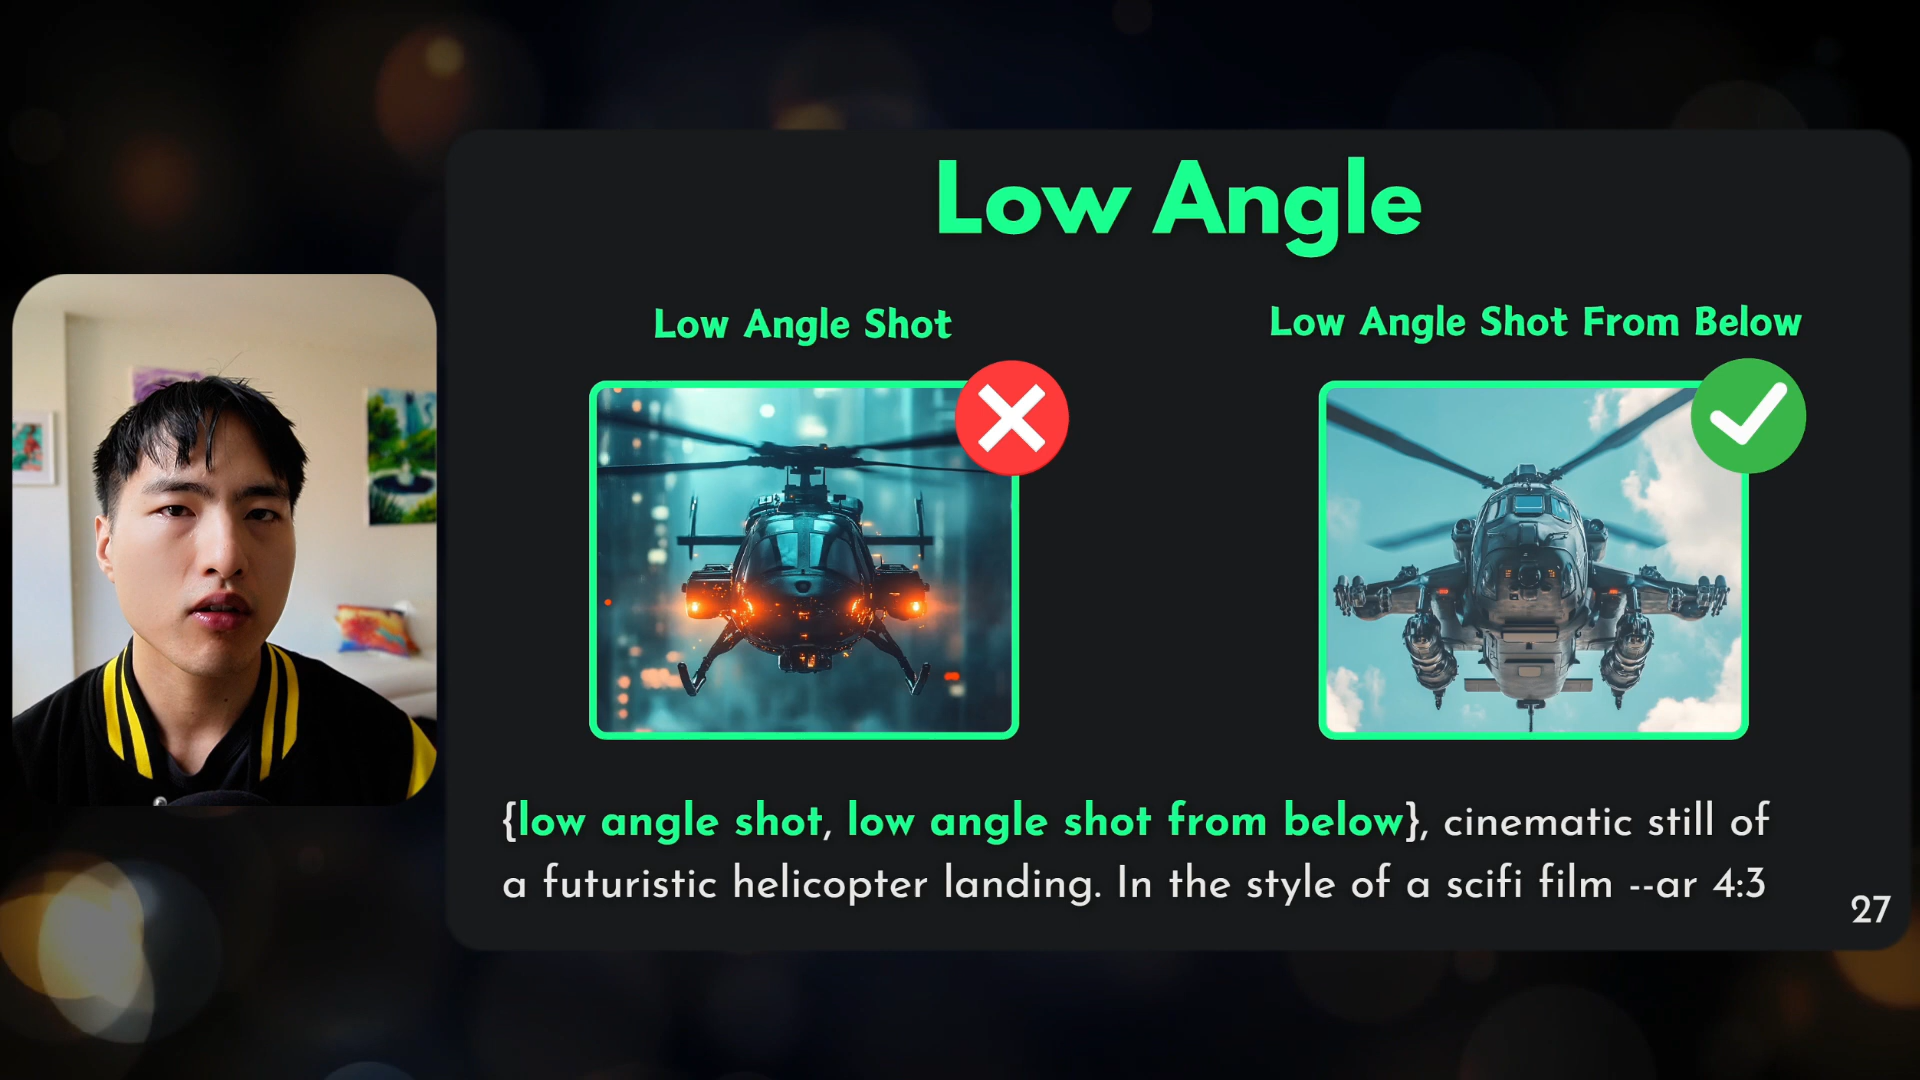 Low Angle
Low Angle Shot
Low Angle Shot From Below
{low angle shot, low angle shot from below}, cinematic still of
a futuristic helicopter landing. In the style of a scifi film --ar 4:3
27